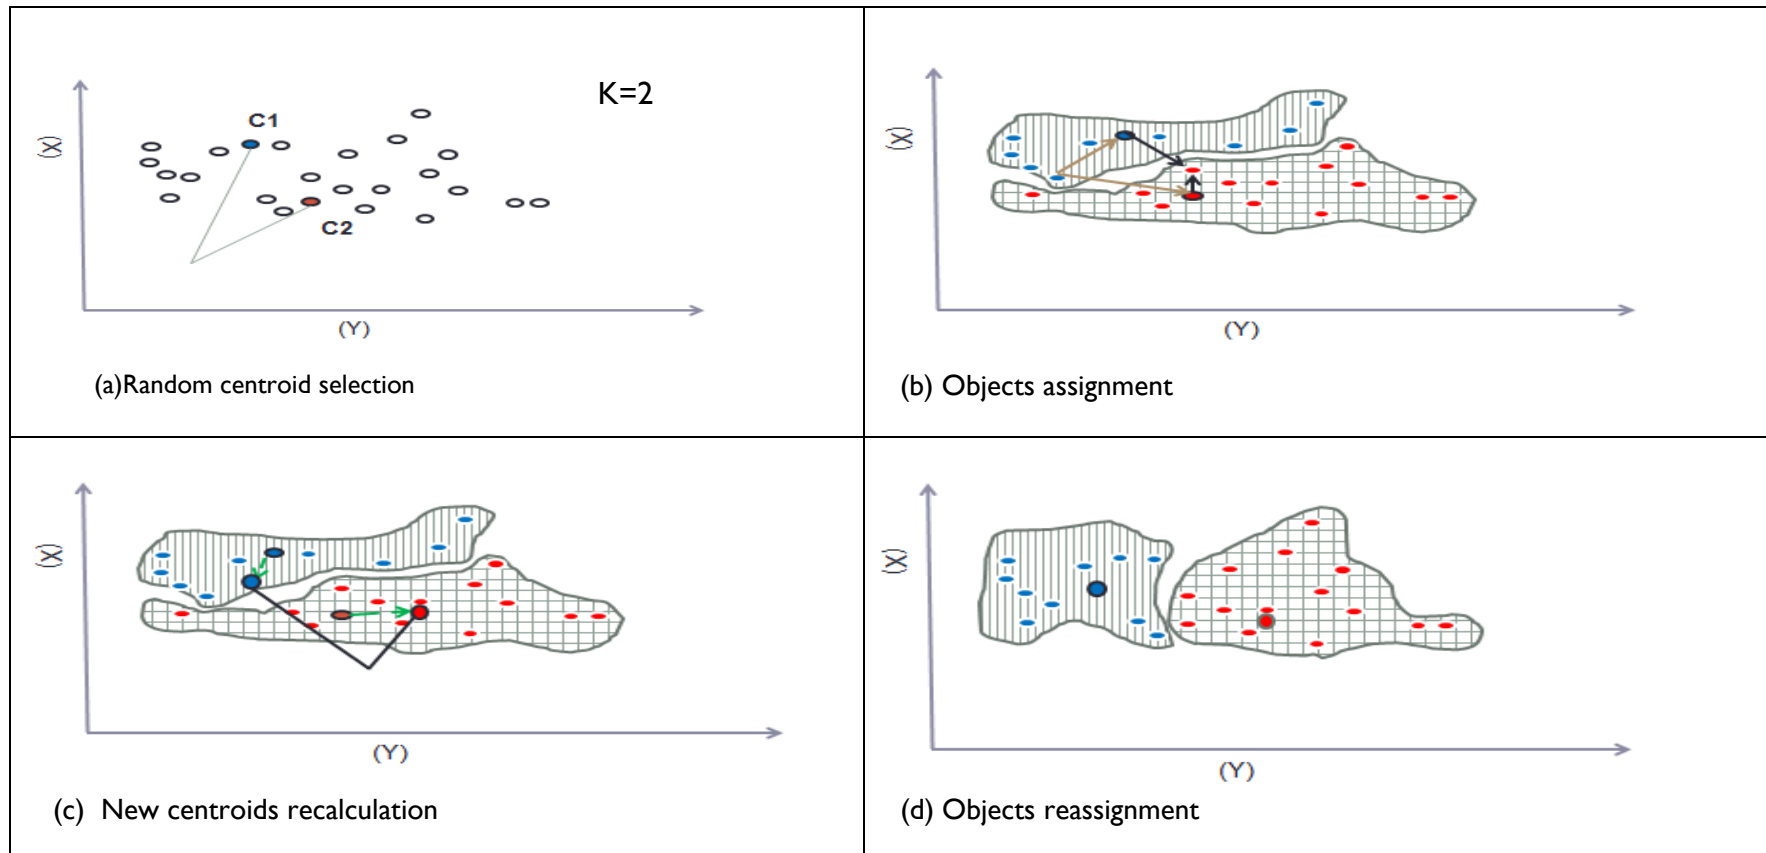 K=2
C1
(X)
C2
(Y)
(a)Random centroid selection
(X)
(Y)
(b) Objects assignment
(X)
(Y)
(c) New centroids recalculation
(X)
(Y)
(d) Objects reassignment